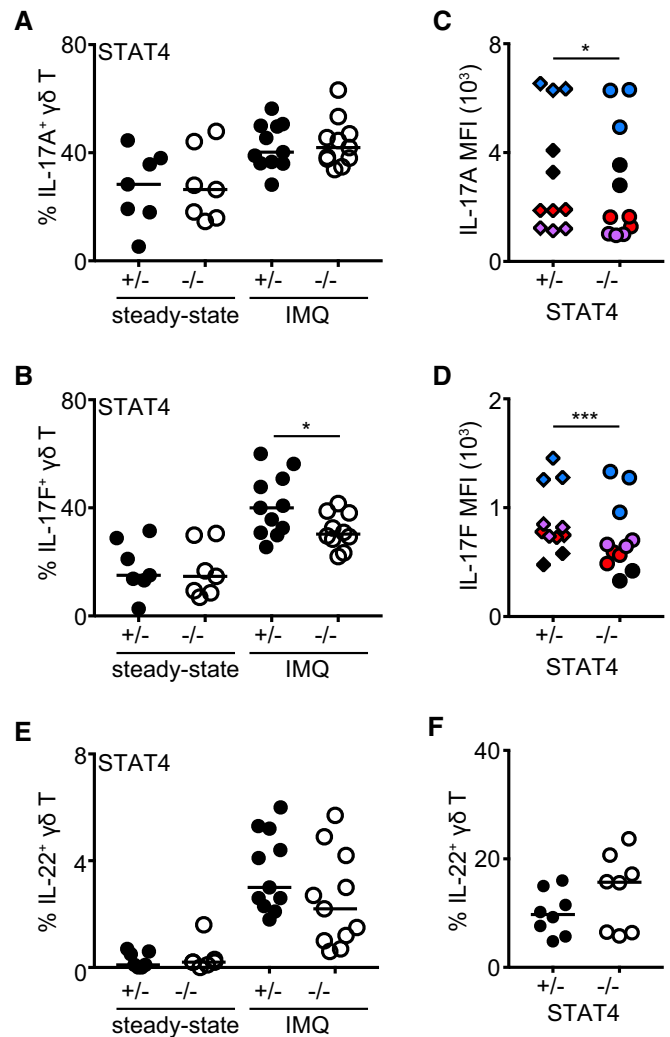 A
STAT4
% IL-17A⁺ γδ T
80
40
0
+/- -/- +/- -/-
steady-state IMQ
C
IL-17A MFI (10³)
8
4
0
*
+/- -/-
STAT4
B
STAT4
% IL-17F⁺ γδ T
80
40
0
*
+/- -/- +/- -/-
steady-state IMQ
D
IL-17F MFI (10³)
2
1
0
***
+/- -/-
STAT4
E
STAT4
% IL-22⁺ γδ T
8
4
0
+/- -/- +/- -/-
steady-state IMQ
F
% IL-22⁺ γδ T
40
20
0
+/- -/-
STAT4